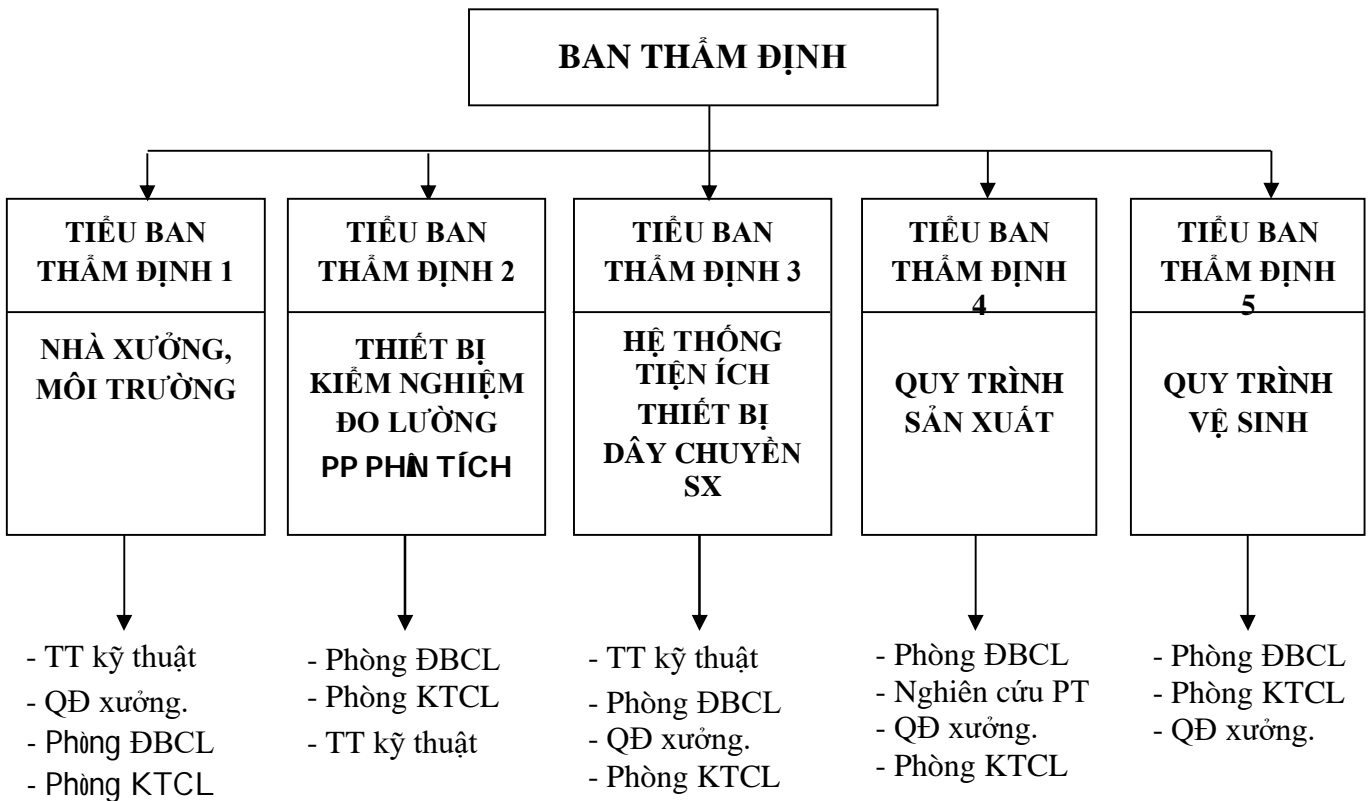 BAN THẨM ĐỊNH
TIỂU BAN
THẨM ĐỊNH 1
NHÀ XƯỞNG,
MÔI TRƯỜNG
- TT kỹ thuật
- QĐ xưởng.
- Phòng ĐBCL
- Phòng KTCL
TIỂU BAN
THẨM ĐỊNH 2
THIẾT BỊ
KIỂM NGHIỆM
ĐO LƯỜNG
PP PHÍN TÍCH
- Phòng ĐBCL
- Phòng KTCL
- TT kỹ thuật
TIỂU BAN
THẨM ĐỊNH 3
HỆ THỐNG
TIỆN ÍCH
THIẾT BỊ
DÂY CHUYỀN
SX
- TT kỹ thuật
- Phòng ĐBCL
- QĐ xưởng.
- Phòng KTCL
TIỂU BAN
THẨM ĐỊNH
4
QUY TRÌNH
SẢN XUẤT
- Phòng ĐBCL
- Nghiên cứu PT
- QĐ xưởng.
- Phòng KTCL
TIỂU BAN
THẨM ĐỊNH
5
QUY TRÌNH
VỆ SINH
- Phòng ĐBCL
- Phòng KTCL
- QĐ xưởng.